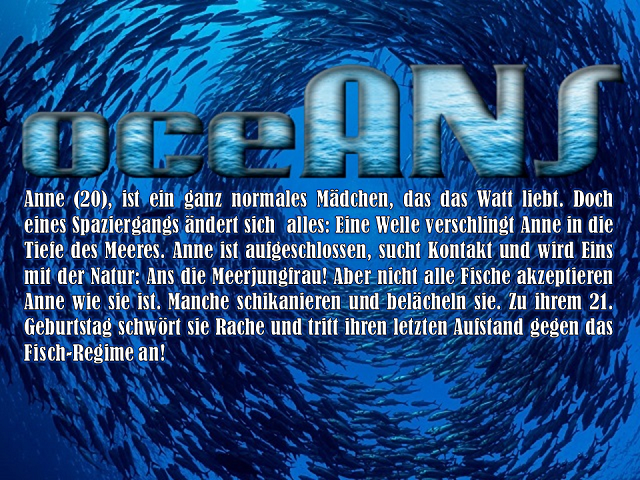 oceANS
Anne (20), ist ein ganz normales Mädchen, das das Watt liebt. Doch
eines Spaziergangs ändert sich alles: Eine Welle verschlingt Anne in die
Tiefe des Meeres. Anne ist aufgeschlossen, sucht Kontakt und wird Eins
mit der Natur: Ans die Meerjungfrau! Aber nicht alle Fische akzeptieren
Anne wie sie ist. Manche schikanieren und belächeln sie. Zu ihrem 21.
Geburtstag schwört sie Rache und tritt ihren letzten Aufstand gegen das
Fisch-Regime an!